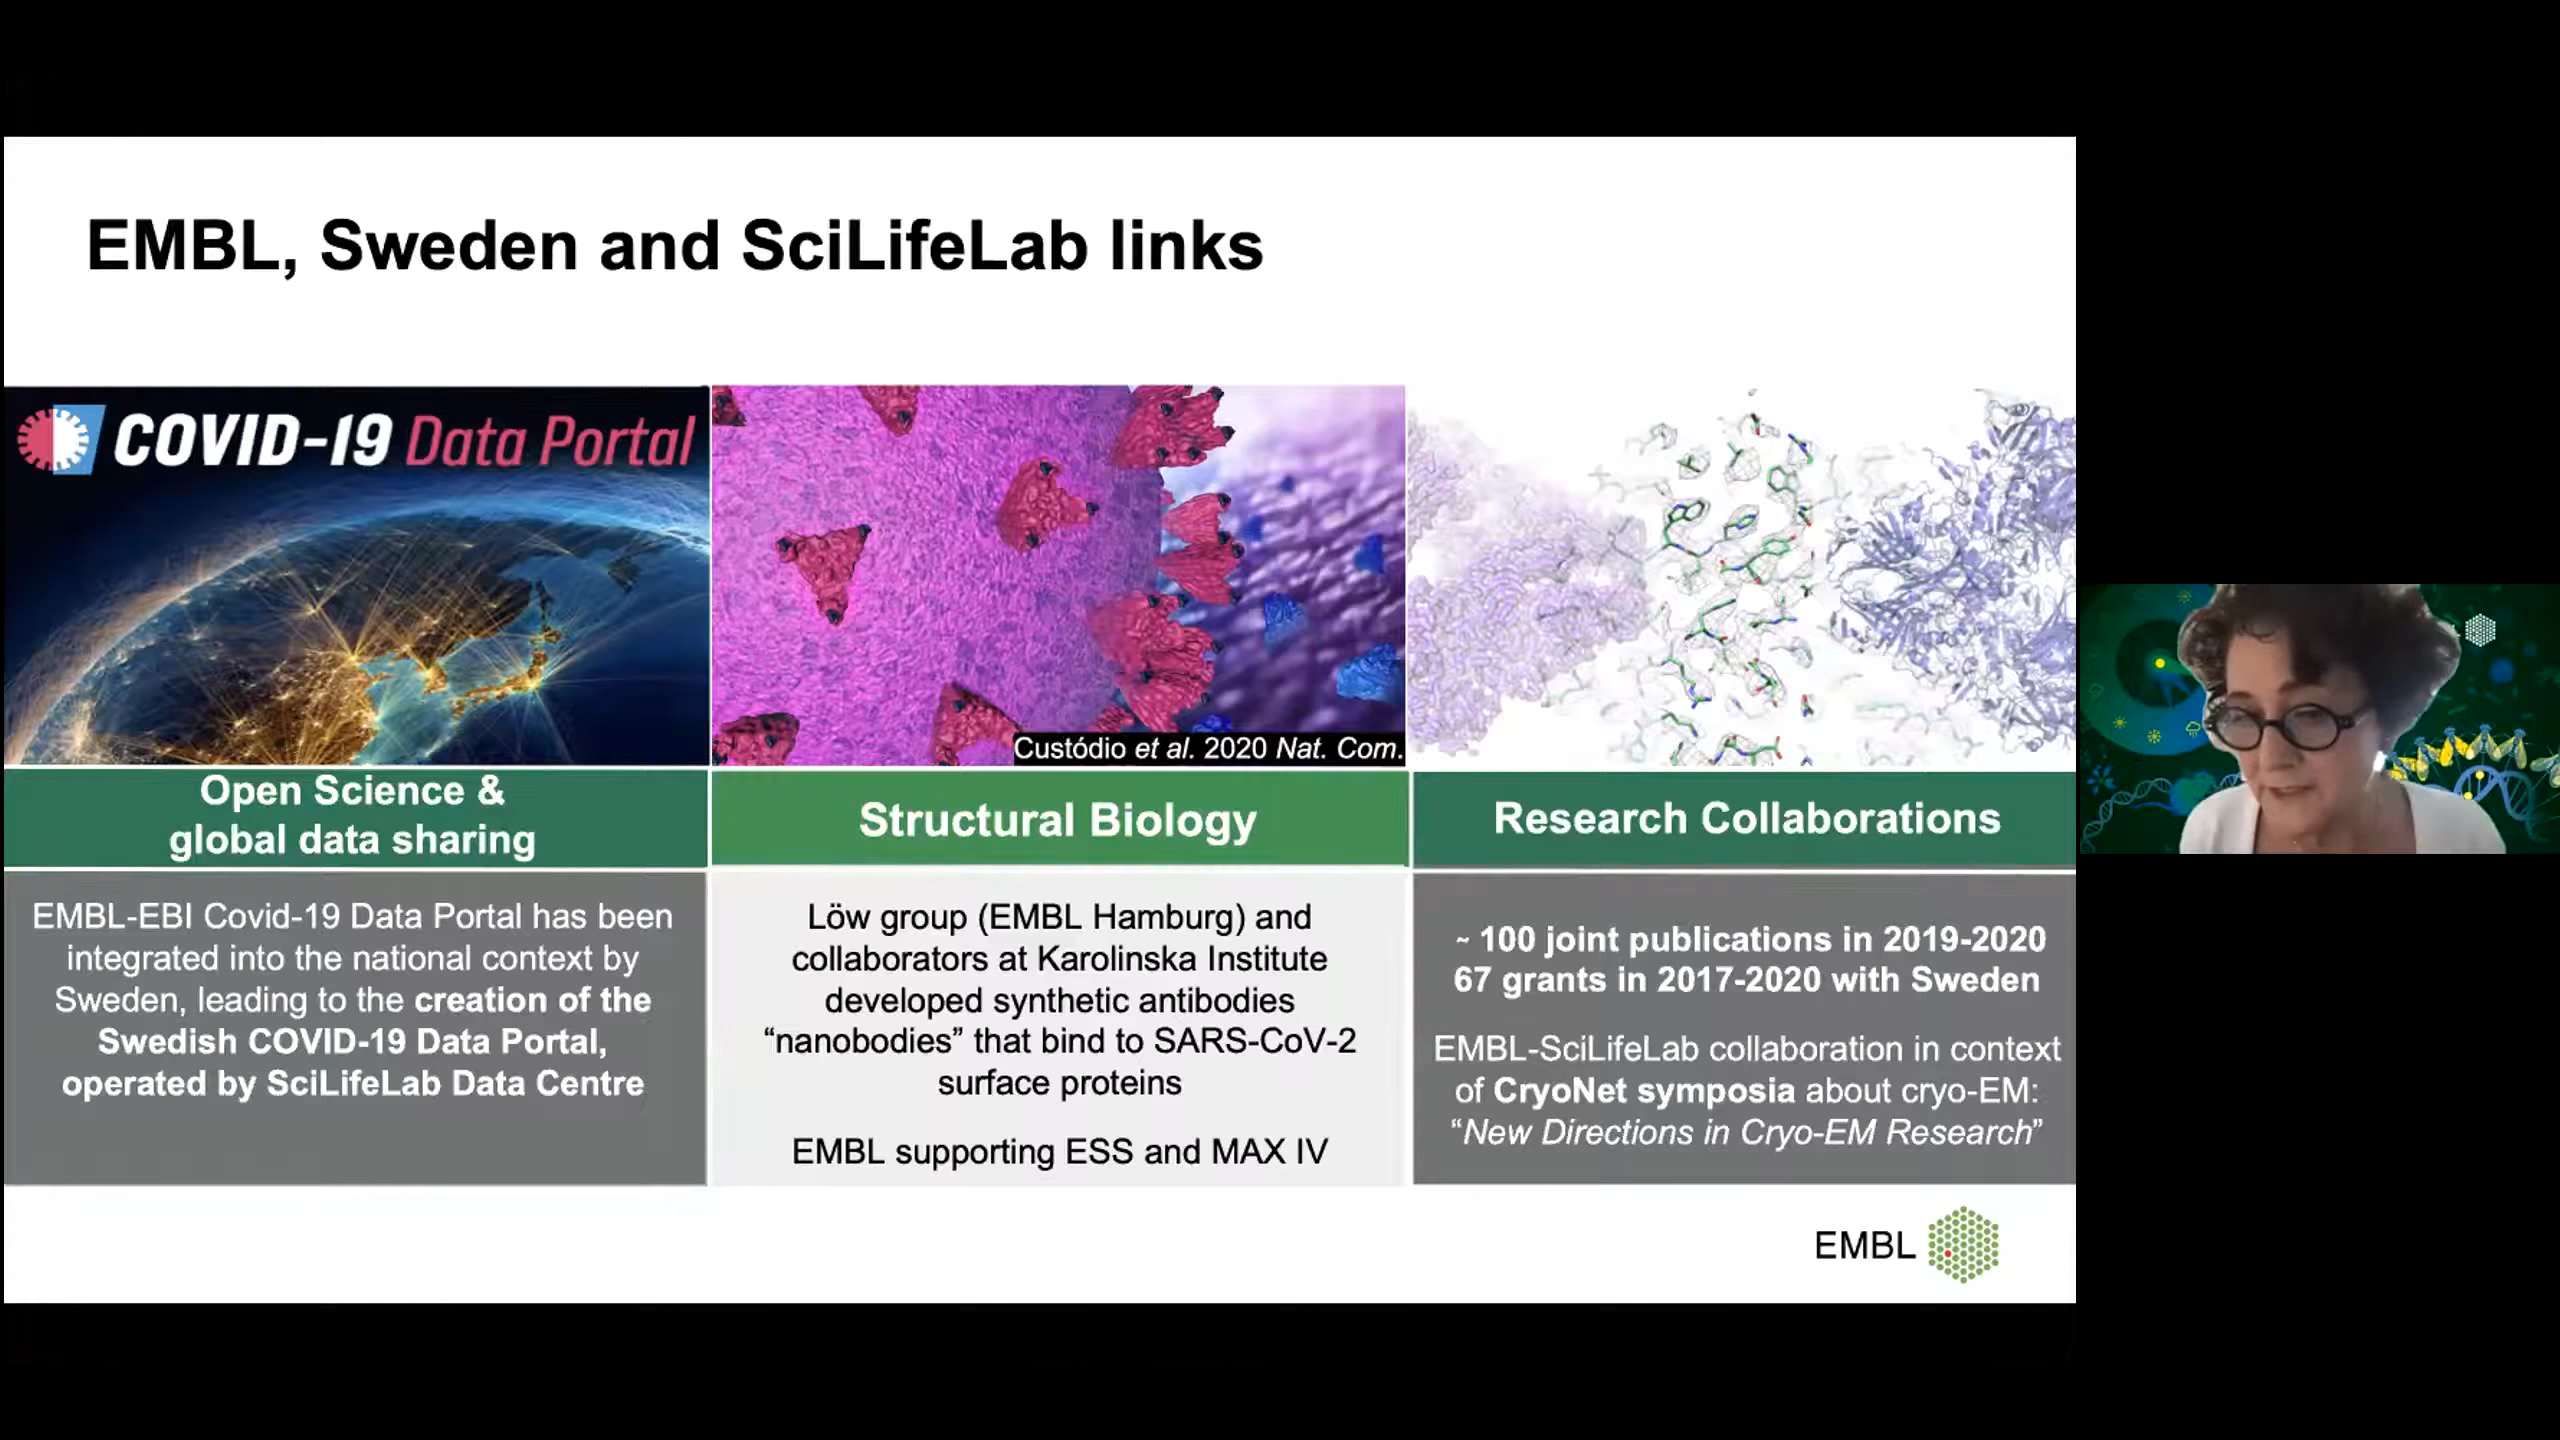 EMBL, Sweden and SciLifeLab links
COVID-19 Data Portal
Custódio et al. 2020 Nat. Com.
Open Science &
global data sharing
Structural Biology
Research Collaborations
EMBL-EBI Covid-19 Data Portal has been
integrated into the national context by
Sweden, leading to the creation of the
Swedish COVID-19 Data Portal,
operated by SciLifeLab Data Centre
Löw group (EMBL Hamburg) and
collaborators at Karolinska Institute
developed synthetic antibodies
“nanobodies” that bind to SARS-CoV-2
surface proteins
EMBL supporting ESS and MAX IV
~ 100 joint publications in 2019-2020
67 grants in 2017-2020 with Sweden
EMBL-SciLifeLab collaboration in context
of CryoNet symposia about cryo-EM:
“New Directions in Cryo-EM Research”
EMBL